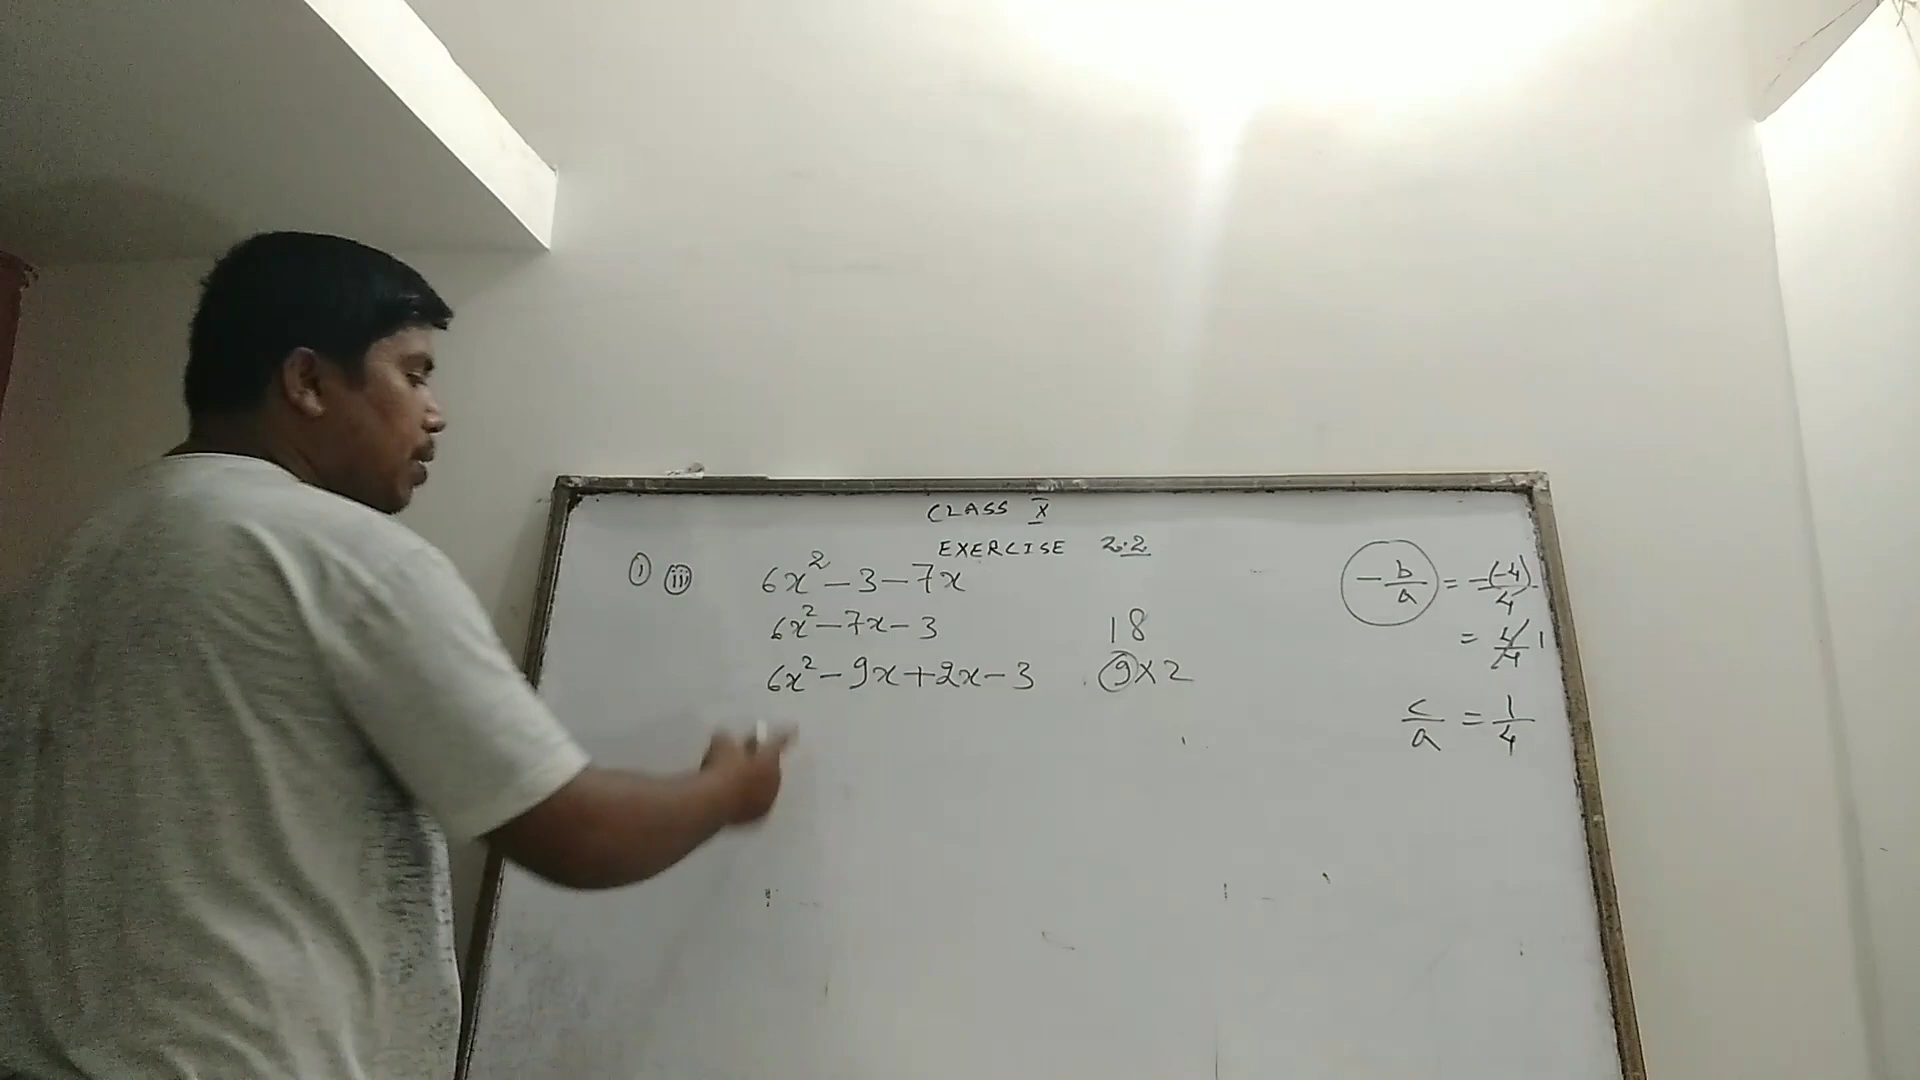 CLASS X
EXERCISE 2.2
(i) (iii) 6x² - 3 - 7x
6x² - 7x - 3
6x² - 9x + 2x - 3
18
9 x 2
-b/a = -(-4)/4
= 4/4 1
c/a = 1/4